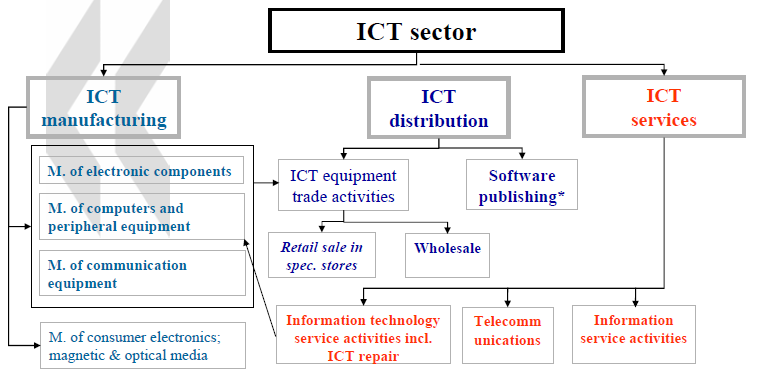 ICT sector
ICT
manufacturing
ICT
distribution
ICT
services
M. of electronic components
M. of computers and
peripheral equipment
M. of communication
equipment
M. of consumer electronics;
magnetic & optical media
ICT equipment
trade activities
Software
publishing*
Retail sale in
spec. stores
Wholesale
Information technology
service activities incl.
ICT repair
Telecomm
unications
Information
service activities